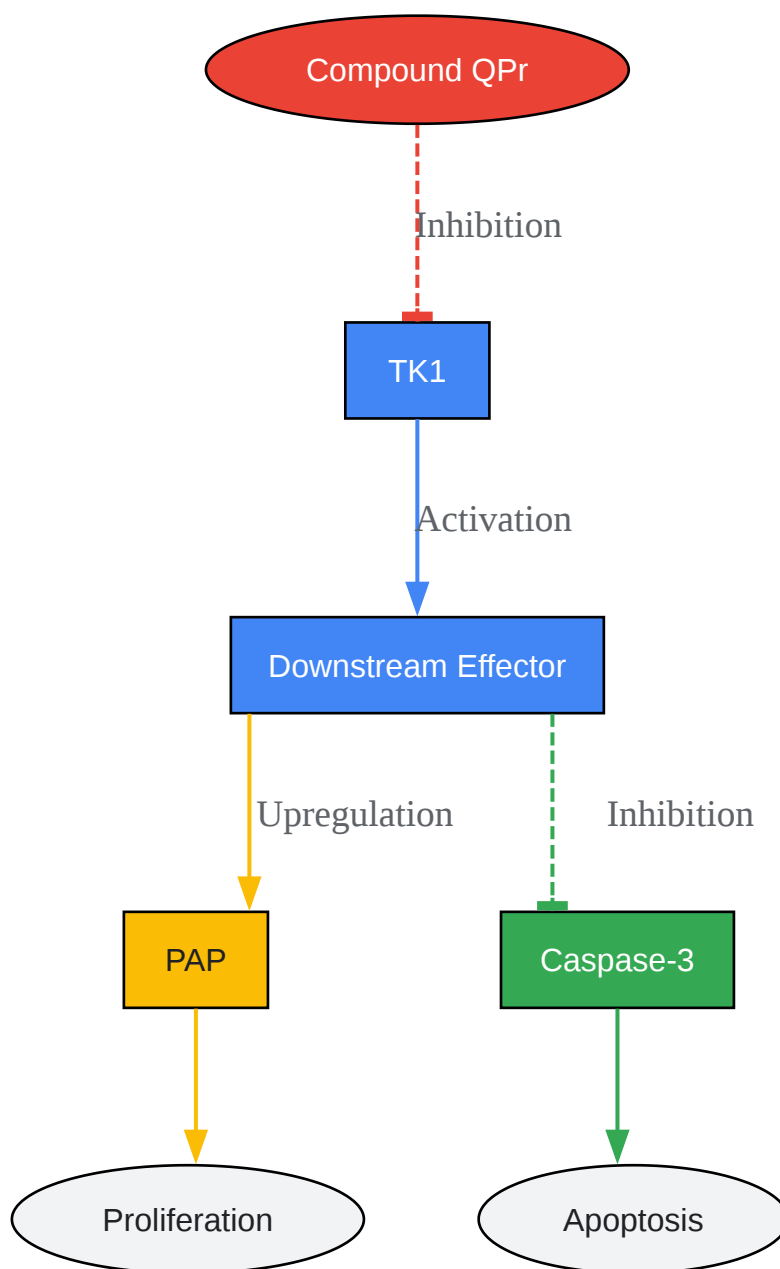 Compound QPr
Inhibition
TK1
Activation
Downstream Effector
Upregulation
Inhibition
PAP
Caspase-3
Proliferation
Apoptosis